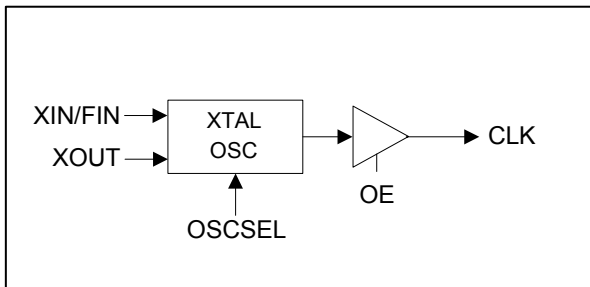 XIN/FIN
XOUT
XTAL
OSC
OSCSEL
OE
CLK